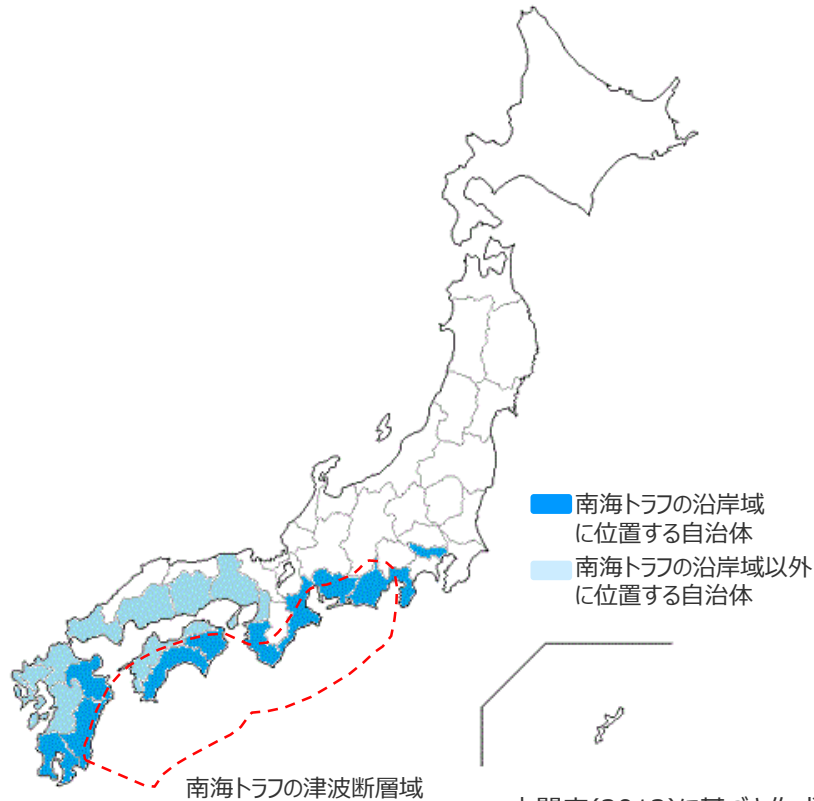 南海トラフの沿岸域
に位置する自治体
南海トラフの沿岸域以外
に位置する自治体
南海トラフの津波断層域